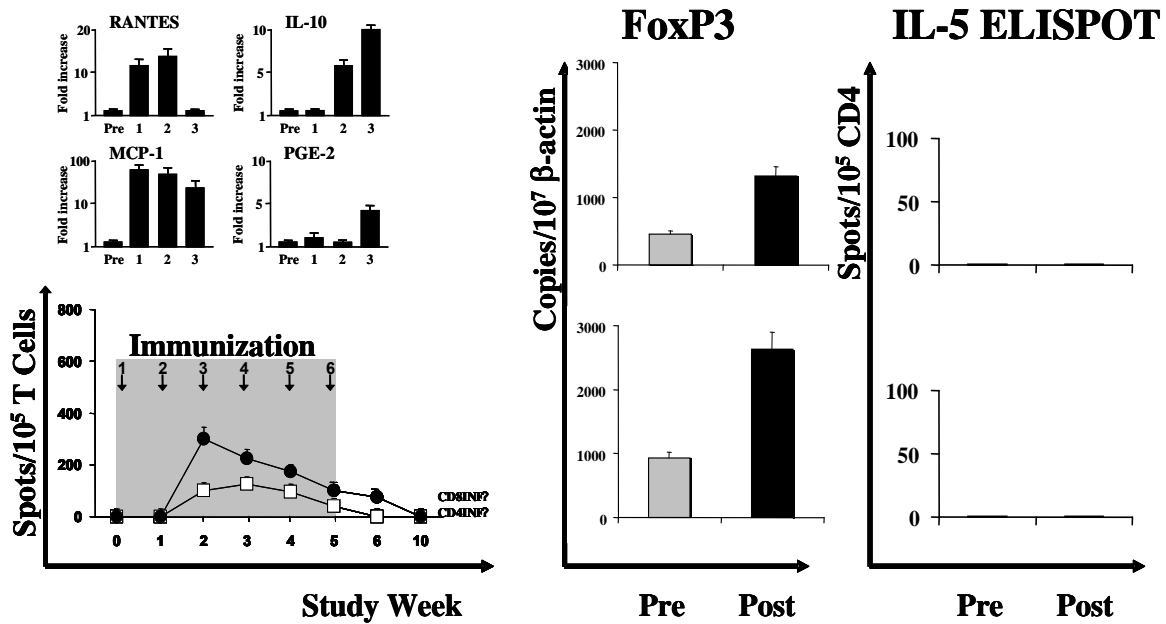 RANTES
20
10
1
Fold increase
Pre 1 2 3
IL-10
10
5
1
Fold increase
Pre 1 2 3
MCP-1
100
10
1
Fold increase
Pre 1 2 3
PGE-2
10
5
1
Fold increase
Pre 1 2 3
Spots/10⁵ T Cells
800
600
400
200
0
Immunization
1 2 3 4 5 6
CD8INF?
CD4INF?
0 1 2 3 4 5 6 10
Study Week
FoxP3
Copies/10⁷ β-actin
3000
2000
1000
0
3000
2000
1000
0
Pre Post
IL-5 ELISPOT
Spots/10⁵ CD4
100
50
0
100
50
0
Pre Post